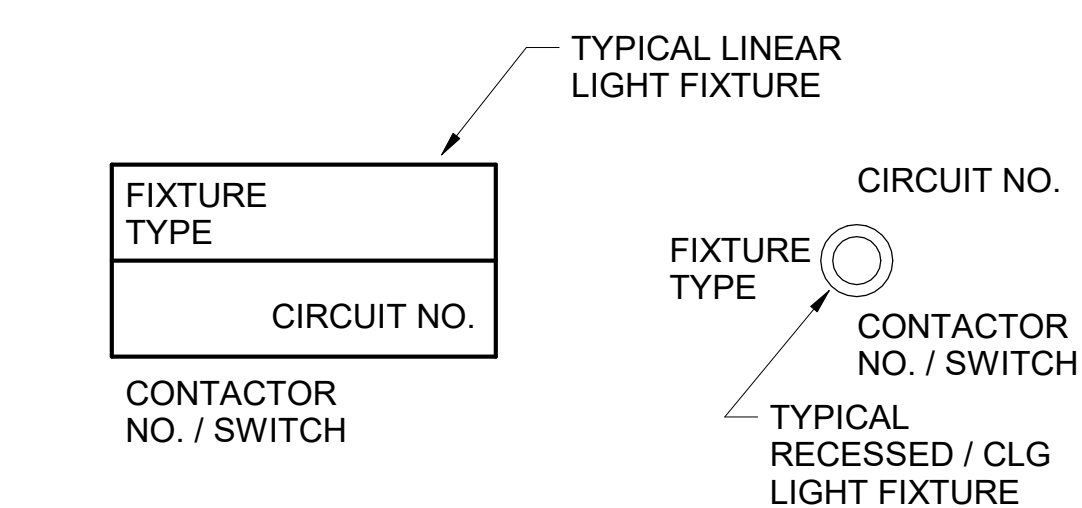 TYPICAL LINEAR
LIGHT FIXTURE
FIXTURE
TYPE
CIRCUIT NO.
CONTACTOR
NO. / SWITCH
CIRCUIT NO.
FIXTURE
TYPE
CONTACTOR
NO. / SWITCH
TYPICAL
RECESSED / CLG
LIGHT FIXTURE